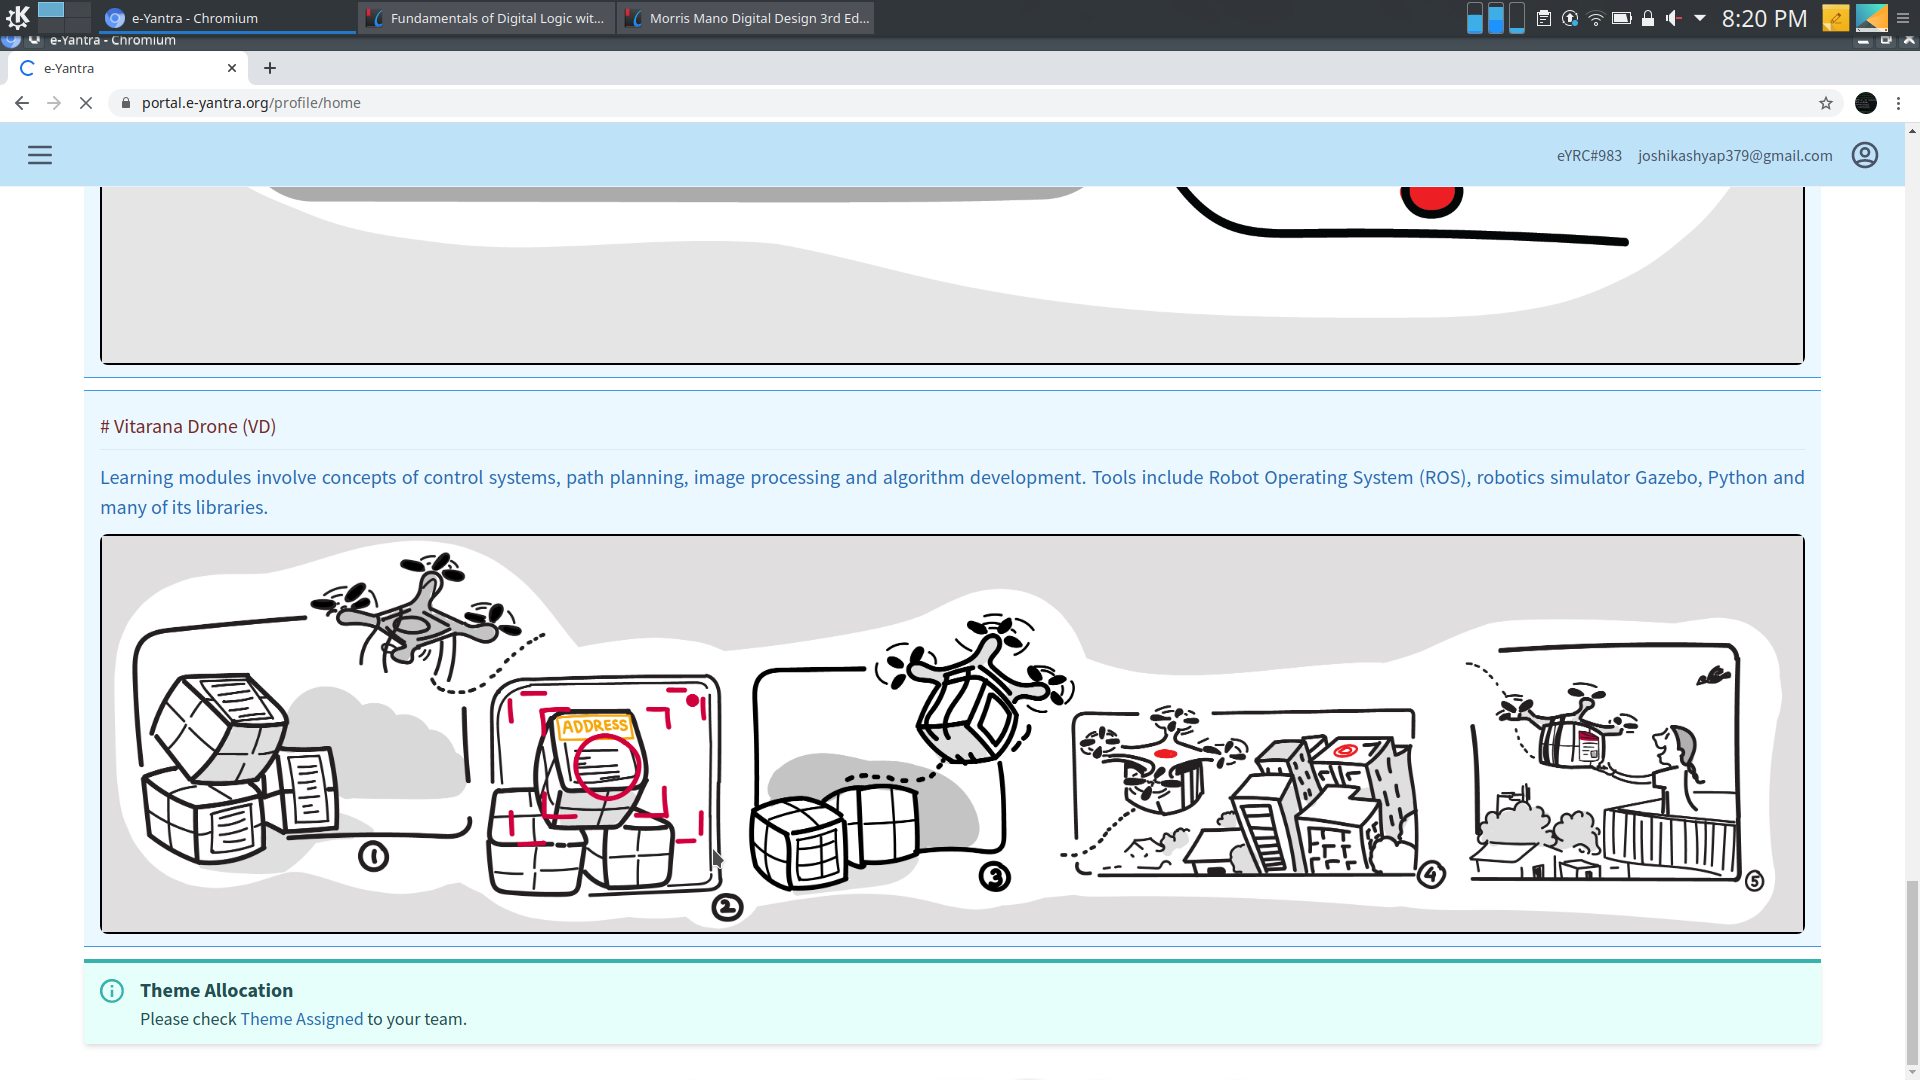 e-Yantra - Chromium
Fundamentals of Digital Logic wit...
Morris Mano Digital Design 3rd Ed...
8:20 PM
e-Yantra - Chromium
e-Yantra
portal.e-yantra.org/profile/home
eYRC#983
joshikashyap379@gmail.com
# Vitarana Drone (VD)
Learning modules involve concepts of control systems, path planning, image processing and algorithm development. Tools include Robot Operating System (ROS), robotics simulator Gazebo, Python and
many of its libraries.
ADDRESS
1
2
3
4
5
Theme Allocation
Please check Theme Assigned to your team.